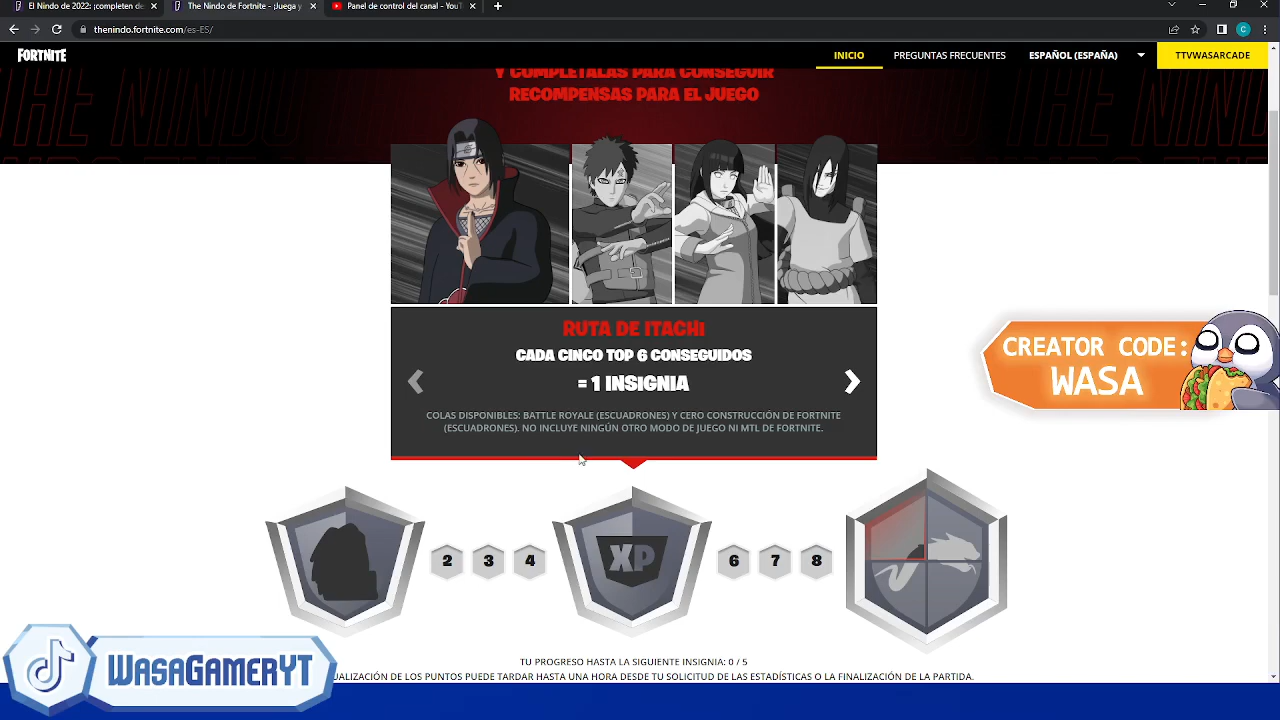 El Nindo de 2022: ¡completen de
The Nindo de Fortnite - ¡Juega y
Panel de control del canal - YouT
thenindo.fortnite.com/es-ES/
C
FORTNITE
INICIO
PREGUNTAS FRECUENTES
ESPAÑOL (ESPAÑA)
TTVWASARCADE
Y COMPLÉTALAS PARA CONSEGUIR
RECOMPENSAS PARA EL JUEGO
RUTA DE ITACHI
CADA CINCO TOP 6 CONSEGUIDOS
= 1 INSIGNIA
COLAS DISPONIBLES: BATTLE ROYALE (ESCUADRONES) Y CERO CONSTRUCCIÓN DE FORTNITE
(ESCUADRONES). NO INCLUYE NINGÚN OTRO MODO DE JUEGO NI MTL DE FORTNITE.
CREATOR CODE:
WASA
2 3 4 XP 6 7 8
TU PROGRESO HASTA LA SIGUIENTE INSIGNIA: 0 / 5
UALIZACIÓN DE LOS PUNTOS PUEDE TARDAR HASTA UNA HORA DESDE TU SOLICITUD DE LAS ESTADÍSTICAS O LA FINALIZACIÓN DE LA PARTIDA.
WASAGAMERYT